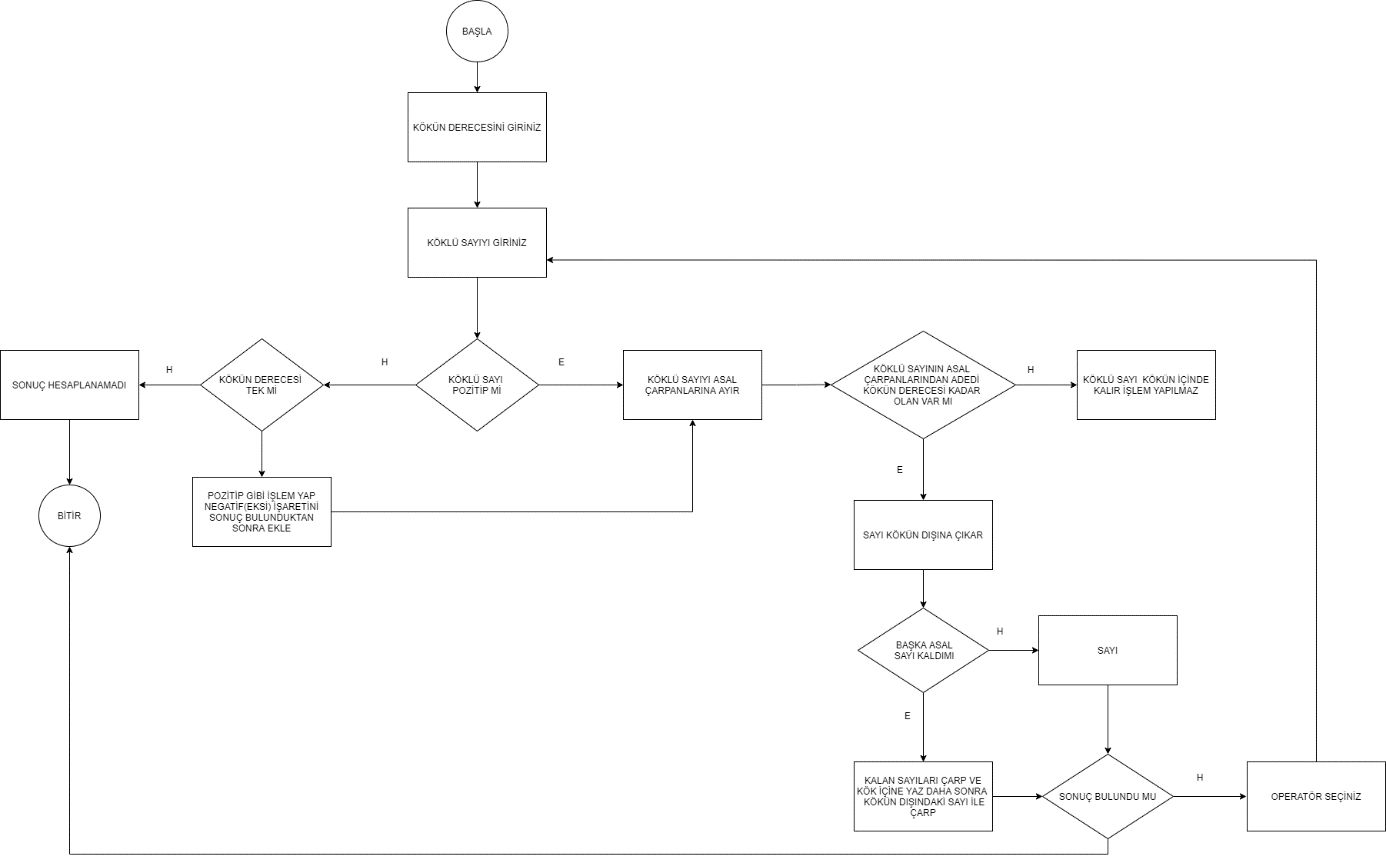 BAŞLA
KÖKÜN DERECESİNİ GİRİNİZ
KÖKLÜ SAYIYI GİRİNİZ
SONUÇ HESAPLANAMADI
H
KÖKÜN DERECESİ
TEK Mİ
H
KÖKLÜ SAYI
POZİTİP Mİ
E
KÖKLÜ SAYIYI ASAL
ÇARPANLARINA AYIR
KÖKLÜ SAYININ ASAL
ÇARPANLARINDAN ADEDİ
KÖKÜN DERECESİ KADAR
OLAN VAR MI
H
KÖKLÜ SAYI KÖKÜN İÇİNDE
KALIR İŞLEM YAPILMAZ
BİTİR
POZİTİP GİBİ İŞLEM YAP
NEGATİF(EKSİ) İŞARETİNİ
SONUÇ BULUNDUKTAN
SONRA EKLE
E
SAYI KÖKÜN DIŞINA ÇIKAR
BAŞKA ASAL
SAYI KALDIMI
H
SAYI
E
KALAN SAYILARI ÇARP VE
KÖK İÇİNE YAZ DAHA SONRA
KÖKÜN DIŞINDAKİ SAYI İLE
ÇARP
SONUÇ BULUNDU MU
H
OPERATÖR SEÇİNİZ